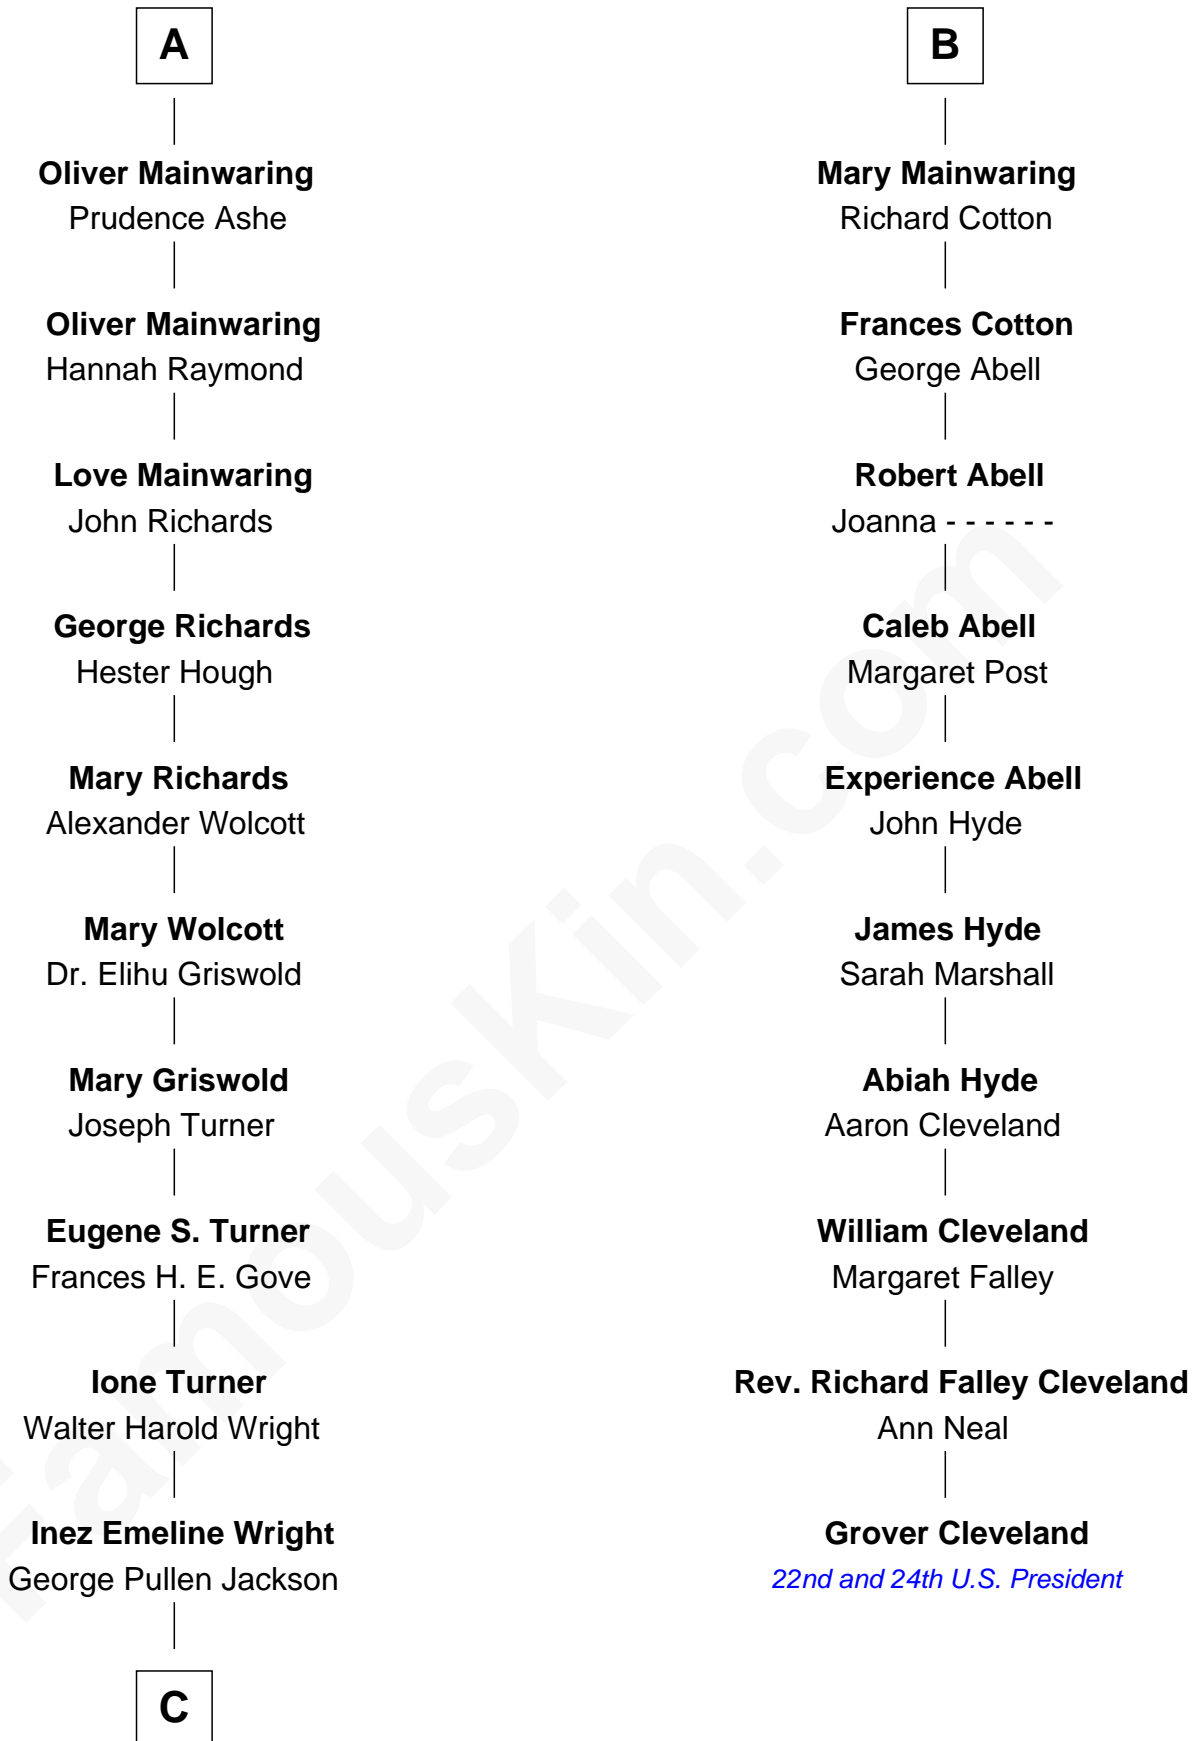 A
Oliver Mainwaring
Prudence Ashe
Oliver Mainwaring
Hannah Raymond
Love Mainwaring
John Richards
George Richards
Hester Hough
Mary Richards
Alexander Wolcott
Mary Wolcott
Dr. Elihu Griswold
Mary Griswold
Joseph Turner
Eugene S. Turner
Frances H. E. Gove
Ione Turner
Walter Harold Wright
Inez Emeline Wright
George Pullen Jackson
C
B
Mary Mainwaring
Richard Cotton
Frances Cotton
George Abell
Robert Abell
Joanna - - - - - -
Caleb Abell
Margaret Post
Experience Abell
John Hyde
James Hyde
Sarah Marshall
Abiah Hyde
Aaron Cleveland
William Cleveland
Margaret Falley
Rev. Richard Falley Cleveland
Ann Neal
Grover Cleveland
22nd and 24th U.S. President
FamousKin.com